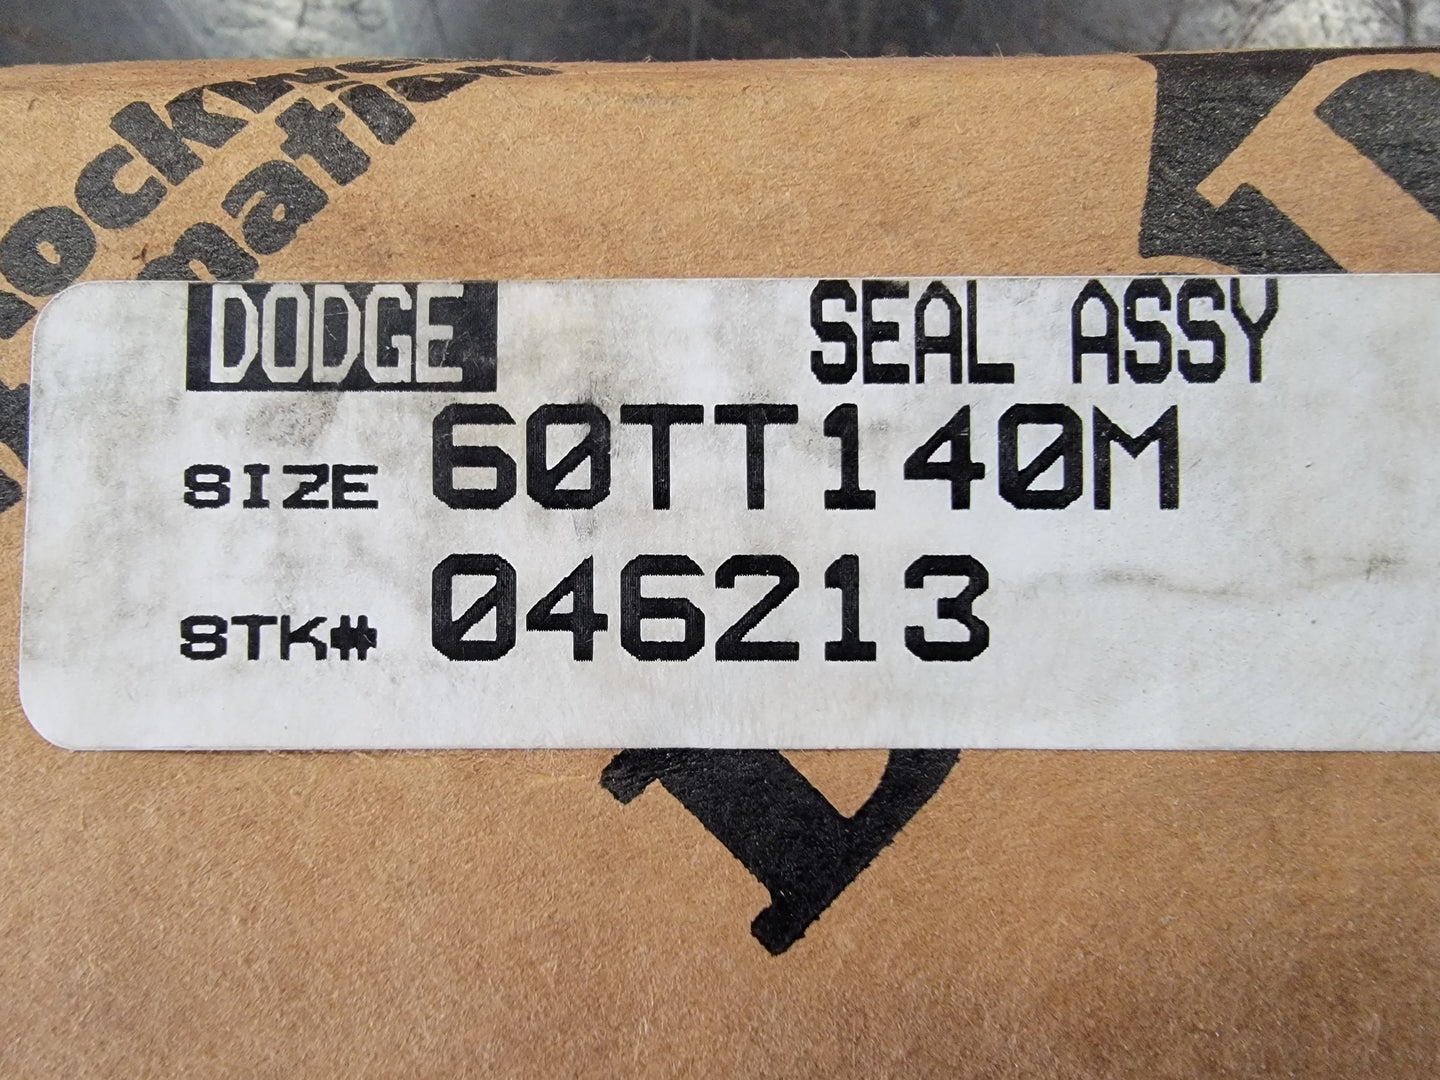 DODGE SEAL ASSY
SIZE 60TT140M
STK# 046213